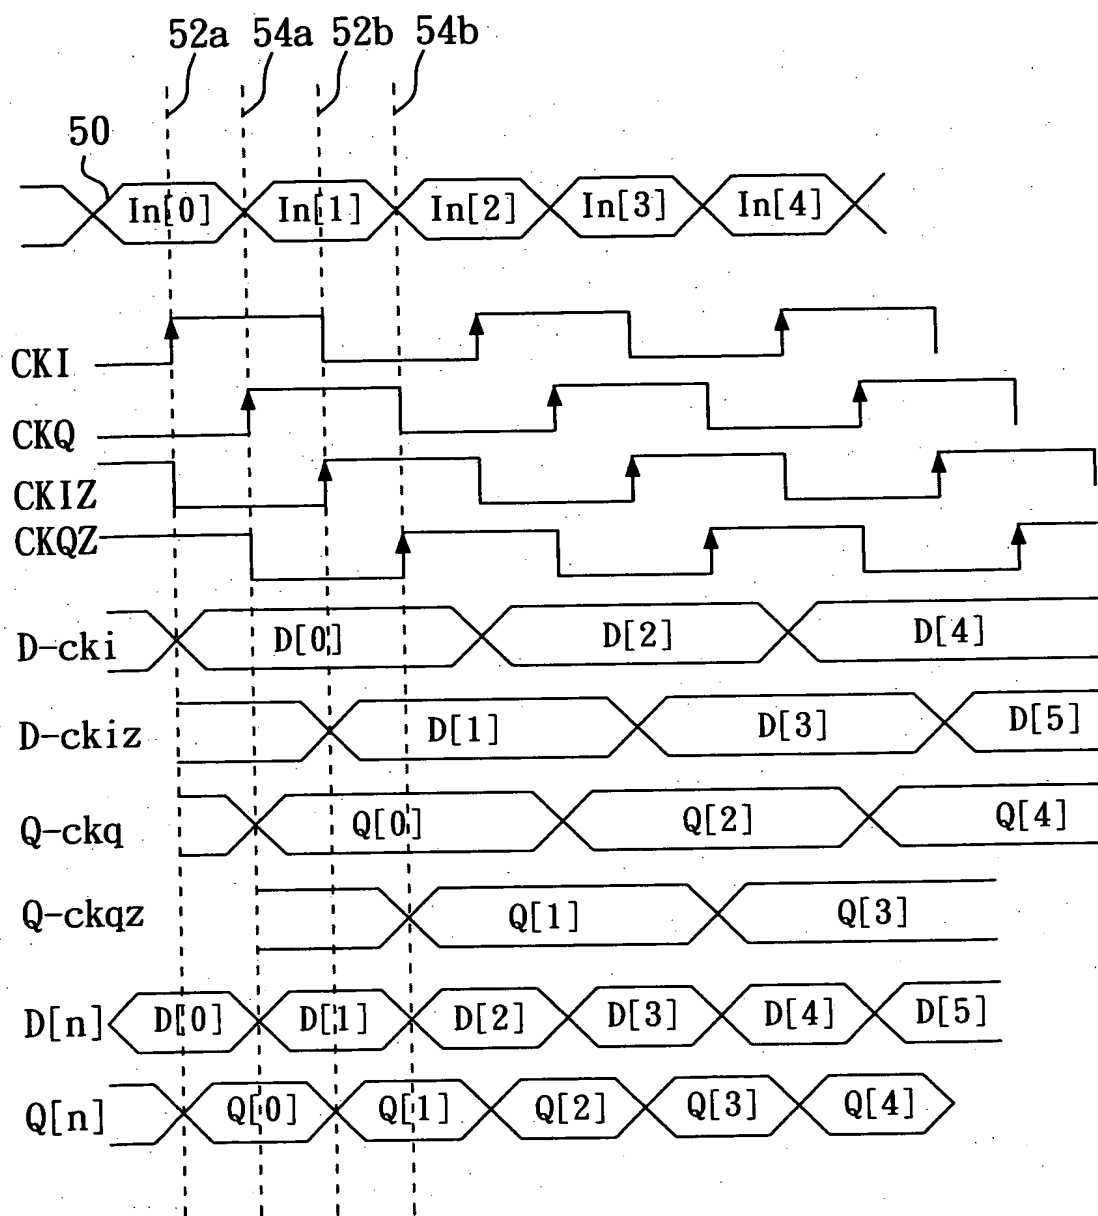 52a 54a 52b 54b
50
In[0] In[1] In[2] In[3] In[4]
CKI
CKQ
CKIZ
CKQZ
D-cki D[0] D[2] D[4]
D-ckiz D[1] D[3] D[5]
Q-ckq Q[0] Q[2] Q[4]
Q-ckqz Q[1] Q[3]
D[n] D[0] D[1] D[2] D[3] D[4] D[5]
Q[n] Q[0] Q[1] Q[2] Q[3] Q[4]